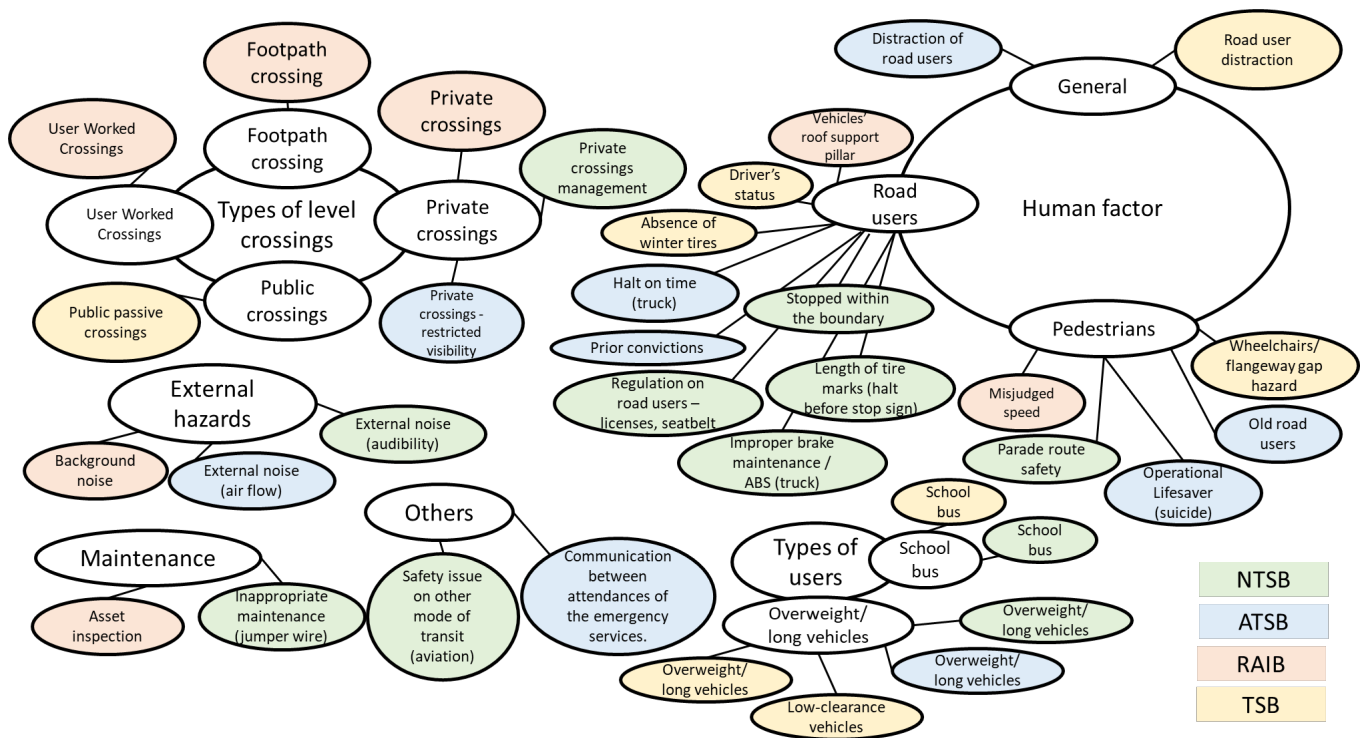 Footpath
crossing
Private
crossings
User Worked
Crossings
Footpath
crossing
Private
crossings
management
User Worked
Crossings
Types of level
crossings
Private
crossings
Public
crossings
Public passive
crossings
Private
crossings -
restricted
visibility
Distraction of
road users
Road user
distraction
General
Vehicles’
roof support
pillar
Driver’s
status
Road
users
Human factor
Absence of
winter tires
Halt on time
(truck)
Stopped within
the boundary
Prior convictions
Regulation on
road users –
licenses, seatbelt
Length of tire
marks (halt
before stop sign)
Improper brake
maintenance /
ABS (truck)
Pedestrians
Wheelchairs/
flangeway gap
hazard
Misjudged
speed
Old road
users
Parade route
safety
Operational
Lifesaver
(suicide)
External
hazards
External noise
(audibility)
Background
noise
External noise
(air flow)
Others
Safety issue
on other
mode of
transit
(aviation)
Communication
between
attendances of
the emergency
services.
Maintenance
Asset
inspection
Inappropriate
maintenance
(jumper wire)
School
bus
School
bus
Types of
users
School
bus
Overweight/
long vehicles
Overweight/
long vehicles
Overweight/
long vehicles
Overweight/
long vehicles
Low-clearance
vehicles
NTSB
ATSB
RAIB
TSB